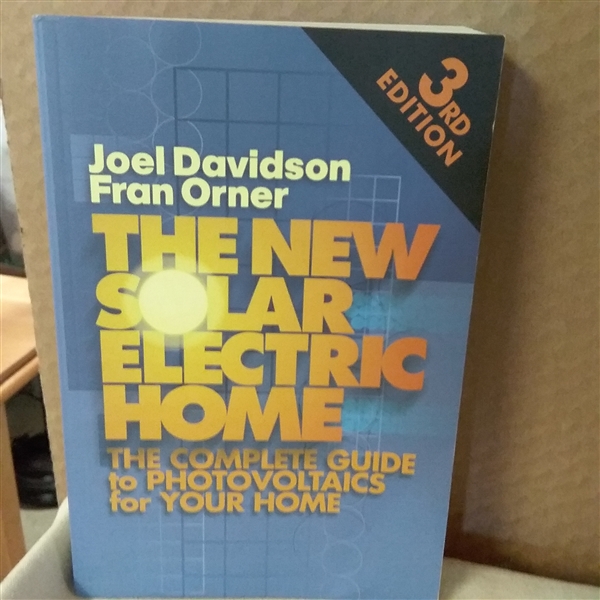 3RD
EDITION
Joel Davidson
Fran Orner
THE NEW
SOLAR
ELECTRIC
HOME
THE COMPLETE GUIDE
to PHOTOVOLTAICS
for YOUR HOME